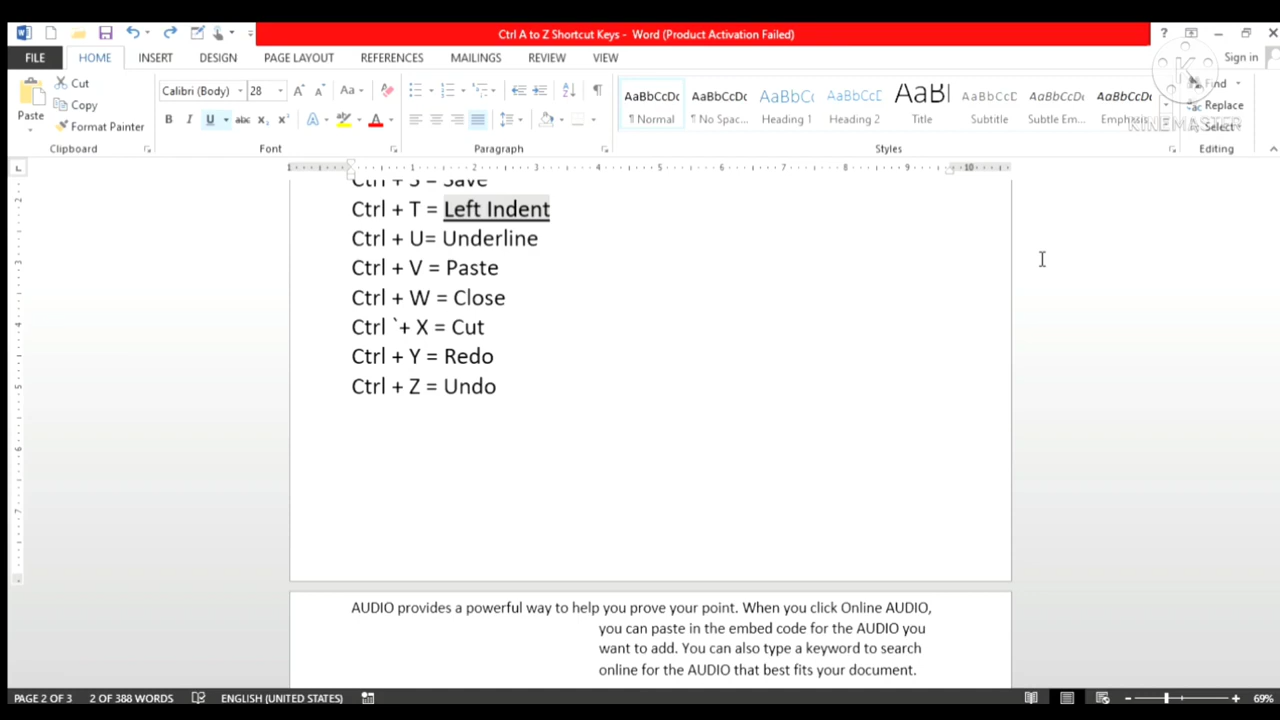 Ctrl A to Z Shortcut Keys - Word (Product Activation Failed)
FILE HOME INSERT DESIGN PAGE LAYOUT REFERENCES MAILINGS REVIEW VIEW Sign in
Paste
Cut
Copy
Format Painter
Clipboard
Calibri (Body) 28
Font
Paragraph
AaBbCcDc AaBbCcDc AaBbCc AaBbCcD AaB AaBbCcD AaBbCcDc AaBbCcDc
¶ Normal ¶ No Spac... Heading 1 Heading 2 Title Subtitle Subtle Em... Emphasis
Styles
Find
Replace
Select
Editing
K
KINEMASTER
Ctrl + S = Save
Ctrl + T = Left Indent
Ctrl + U= Underline
Ctrl + V = Paste
Ctrl + W = Close
Ctrl `+ X = Cut
Ctrl + Y = Redo
Ctrl + Z = Undo
AUDIO provides a powerful way to help you prove your point. When you click Online AUDIO,
you can paste in the embed code for the AUDIO you
want to add. You can also type a keyword to search
online for the AUDIO that best fits your document.
PAGE 2 OF 3 2 OF 388 WORDS ENGLISH (UNITED STATES) 69%